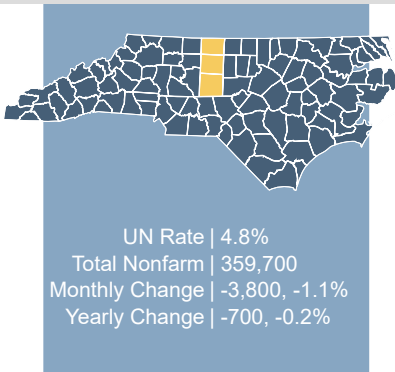 UN Rate | 4.8%
Total Nonfarm | 359,700
Monthly Change | -3,800, -1.1%
Yearly Change | -700, -0.2%